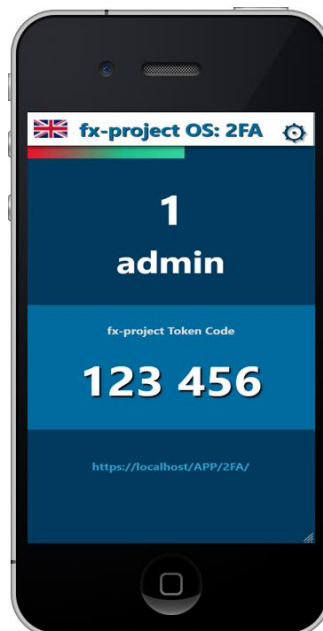 fx-project OS: 2FA
1
admin
fx-project Token Code
123 456
https://localhost/APP/2FA/